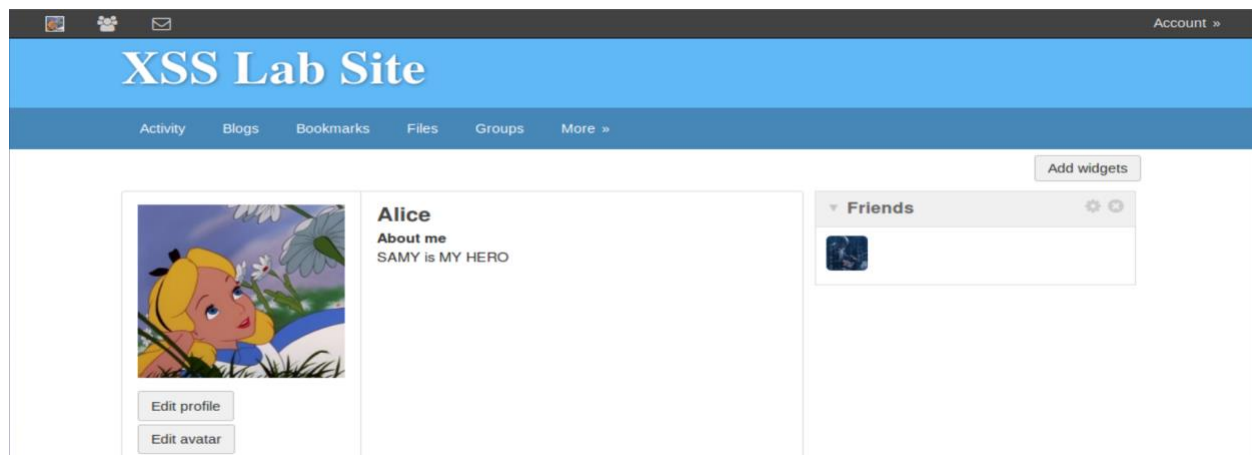 Account »
XSS Lab Site
Activity Blogs Bookmarks Files Groups More »
Add widgets
Alice
About me
SAMY is MY HERO
Friends
Edit profile
Edit avatar